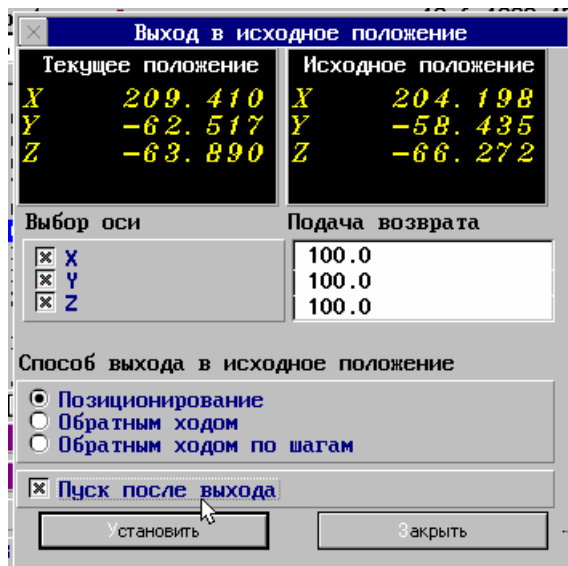 Выход в исходное положение
Текущее положение
Исходное положение
X 209. 410
X 204. 198
Y -62. 517
Y -58. 435
Z -63. 890
Z -66. 272
Выбор оси
Подача возврата
X
100.0
Y
100.0
Z
100.0
Способ выхода в исходное положение
Позиционирование
Обратным ходом
Обратным ходом по шагам
Пуск после выхода
Установить
Закрыть